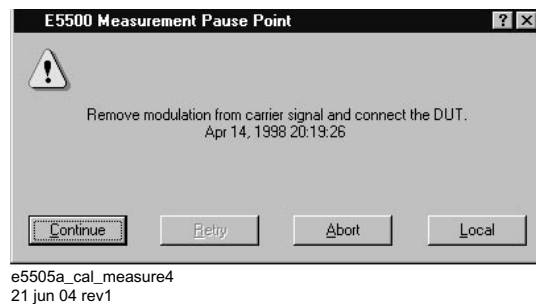 E5500 Measurement Pause Point
Remove modulation from carrier signal and connect the DUT.
Apr 14, 1998 20:19:26
Continue Retry Abort Local
e5505a_cal_measure4
21 jun 04 rev1